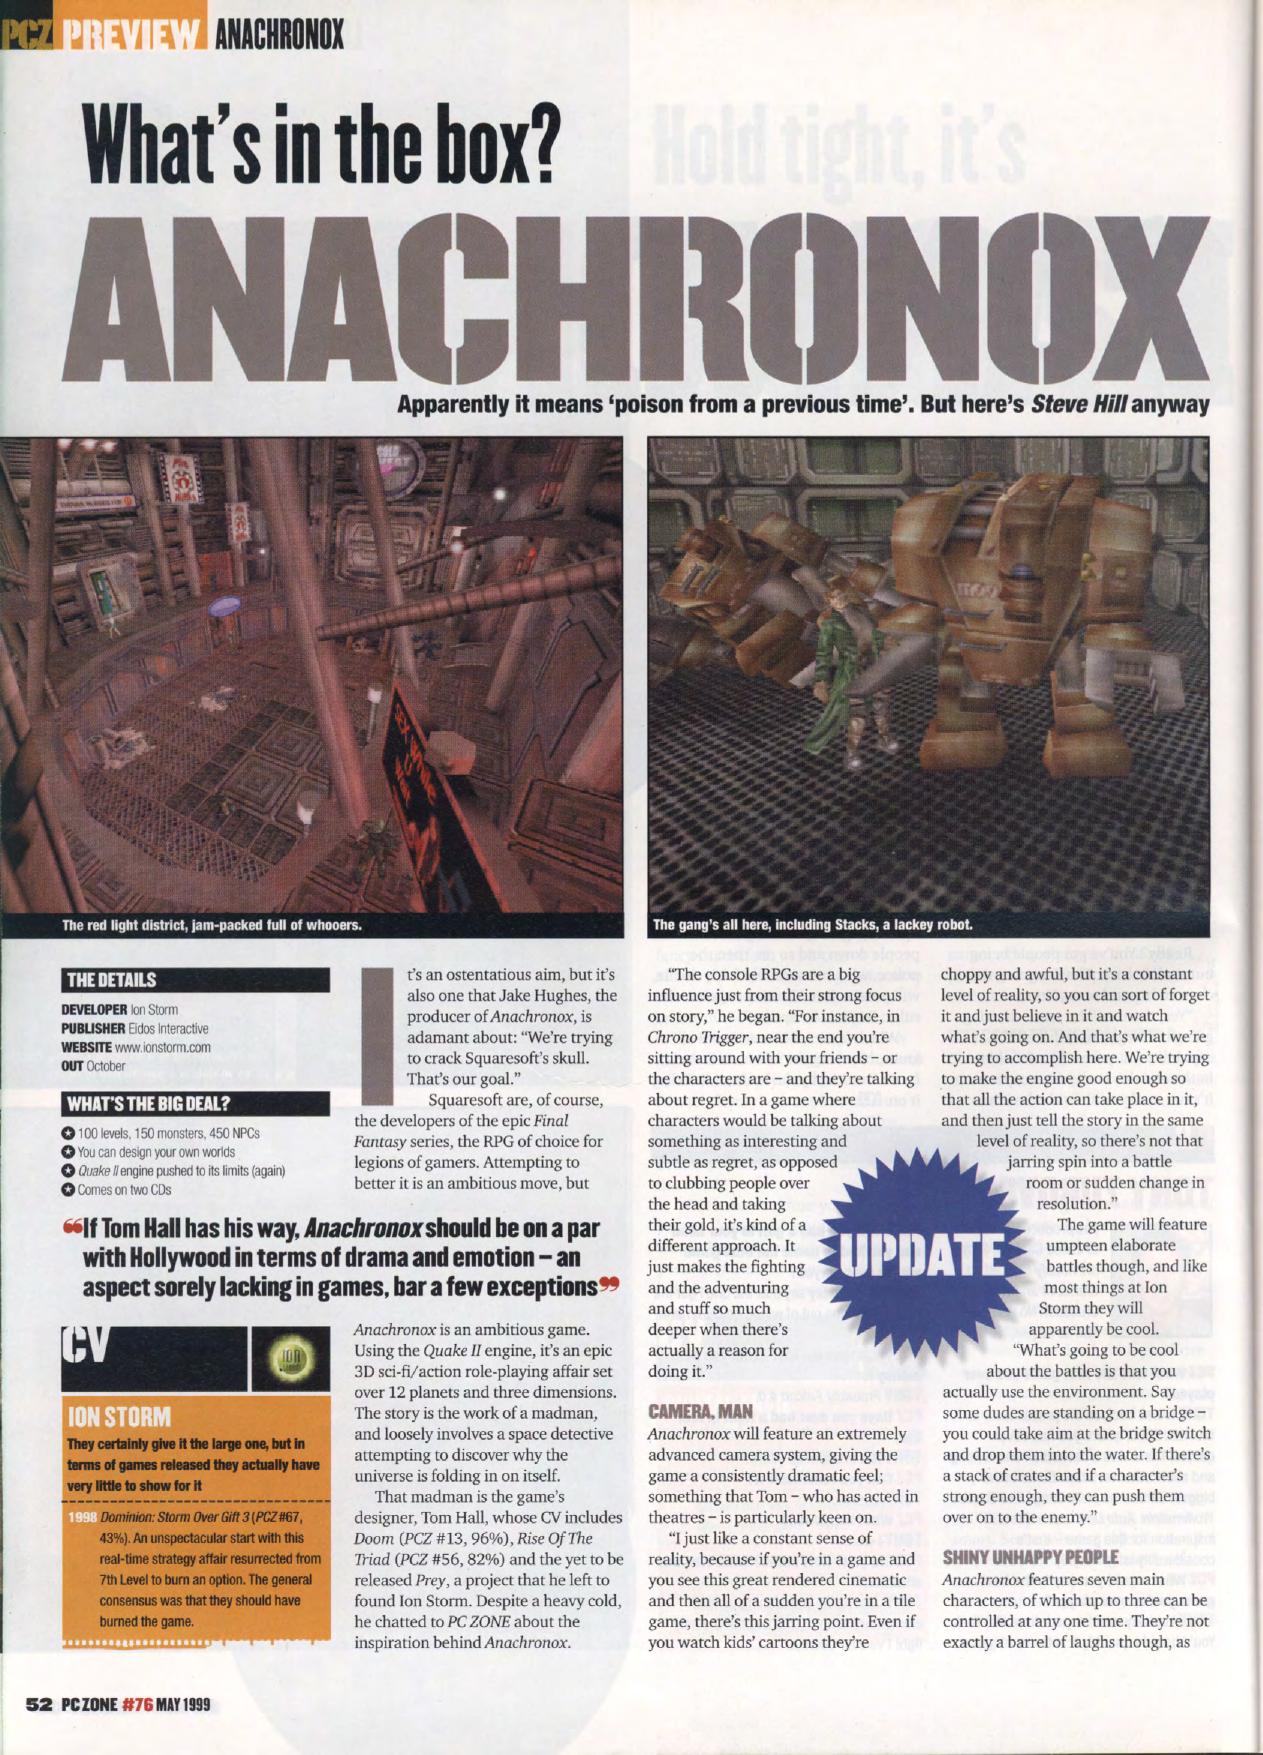 PCZ PREVIEW ANACHRONOX
What's in the box?
ANACHRONOX
Apparently it means 'poison from a previous time'. But here's Steve Hill anyway
The red light district, jam-packed full of whooers.
The gang's all here, including Stacks, a lackey robot.
THE DETAILS
DEVELOPER Ion Storm
PUBLISHER Eidos Interactive
WEBSITE www.ionstorm.com
OUT October
WHAT'S THE BIG DEAL?
100 levels, 150 monsters, 450 NPCs
You can design your own worlds
Quake II engine pushed to its limits (again)
Comes on two CDs
It's an ostentatious aim, but it's
also one that Jake Hughes, the
producer of Anachronox, is
adamant about: "We're trying
to crack Squaresoft's skull.
That's our goal."
Squaresoft are, of course,
the developers of the epic Final
Fantasy series, the RPG of choice for
legions of gamers. Attempting to
better it is an ambitious move, but
"If Tom Hall has his way, Anachronox should be on a par
with Hollywood in terms of drama and emotion – an
aspect sorely lacking in games, bar a few exceptions"
CV
ION STORM
They certainly give it the large one, but in
terms of games released they actually have
very little to show for it
1998 Dominion: Storm Over Gift 3 (PCZ #67,
43%). An unspectacular start with this
real-time strategy affair resurrected from
7th Level to burn an option. The general
consensus was that they should have
burned the game.
Anachronox is an ambitious game.
Using the Quake II engine, it's an epic
3D sci-fi/action role-playing affair set
over 12 planets and three dimensions.
The story is the work of a madman,
and loosely involves a space detective
attempting to discover why the
universe is folding in on itself.
That madman is the game's
designer, Tom Hall, whose CV includes
Doom (PCZ #13, 96%), Rise Of The
Triad (PCZ #56, 82%) and the yet to be
released Prey, a project that he left to
found Ion Storm. Despite a heavy cold,
he chatted to PC ZONE about the
inspiration behind Anachronox.
"The console RPGs are a big
influence just from their strong focus
on story," he began. "For instance, in
Chrono Trigger, near the end you're
sitting around with your friends – or
the characters are – and they're talking
about regret. In a game where
characters would be talking about
something as interesting and
subtle as regret, as opposed
to clubbing people over
the head and taking
their gold, it's kind of a
different approach. It
just makes the fighting
and the adventuring
and stuff so much
deeper when there's
actually a reason for
doing it."
CAMERA, MAN
Anachronox will feature an extremely
advanced camera system, giving the
game a consistently dramatic feel;
something that Tom – who has acted in
theatres – is particularly keen on.
"I just like a constant sense of
reality, because if you're in a game and
you see this great rendered cinematic
and then all of a sudden you're in a tile
game, there's this jarring point. Even if
you watch kids' cartoons they're
UPDATE
choppy and awful, but it's a constant
level of reality, so you can sort of forget
it and just believe in it and watch
what's going on. And that's what we're
trying to accomplish here. We're trying
to make the engine good enough so
that all the action can take place in it,
and then just tell the story in the same
level of reality, so there's not that
jarring spin into a battle
room or sudden change in
resolution."
The game will feature
umpteen elaborate
battles though, and like
most things at Ion
Storm they will
apparently be cool.
"What's going to be cool
about the battles is that you
actually use the environment. Say
some dudes are standing on a bridge –
you could take aim at the bridge switch
and drop them into the water. If there's
a stack of crates and if a character's
strong enough, they can push them
over on to the enemy."
SHINY UNHAPPY PEOPLE
Anachronox features seven main
characters, of which up to three can be
controlled at any one time. They're not
exactly a barrel of laughs though, as
52 PC ZONE #76 MAY 1999